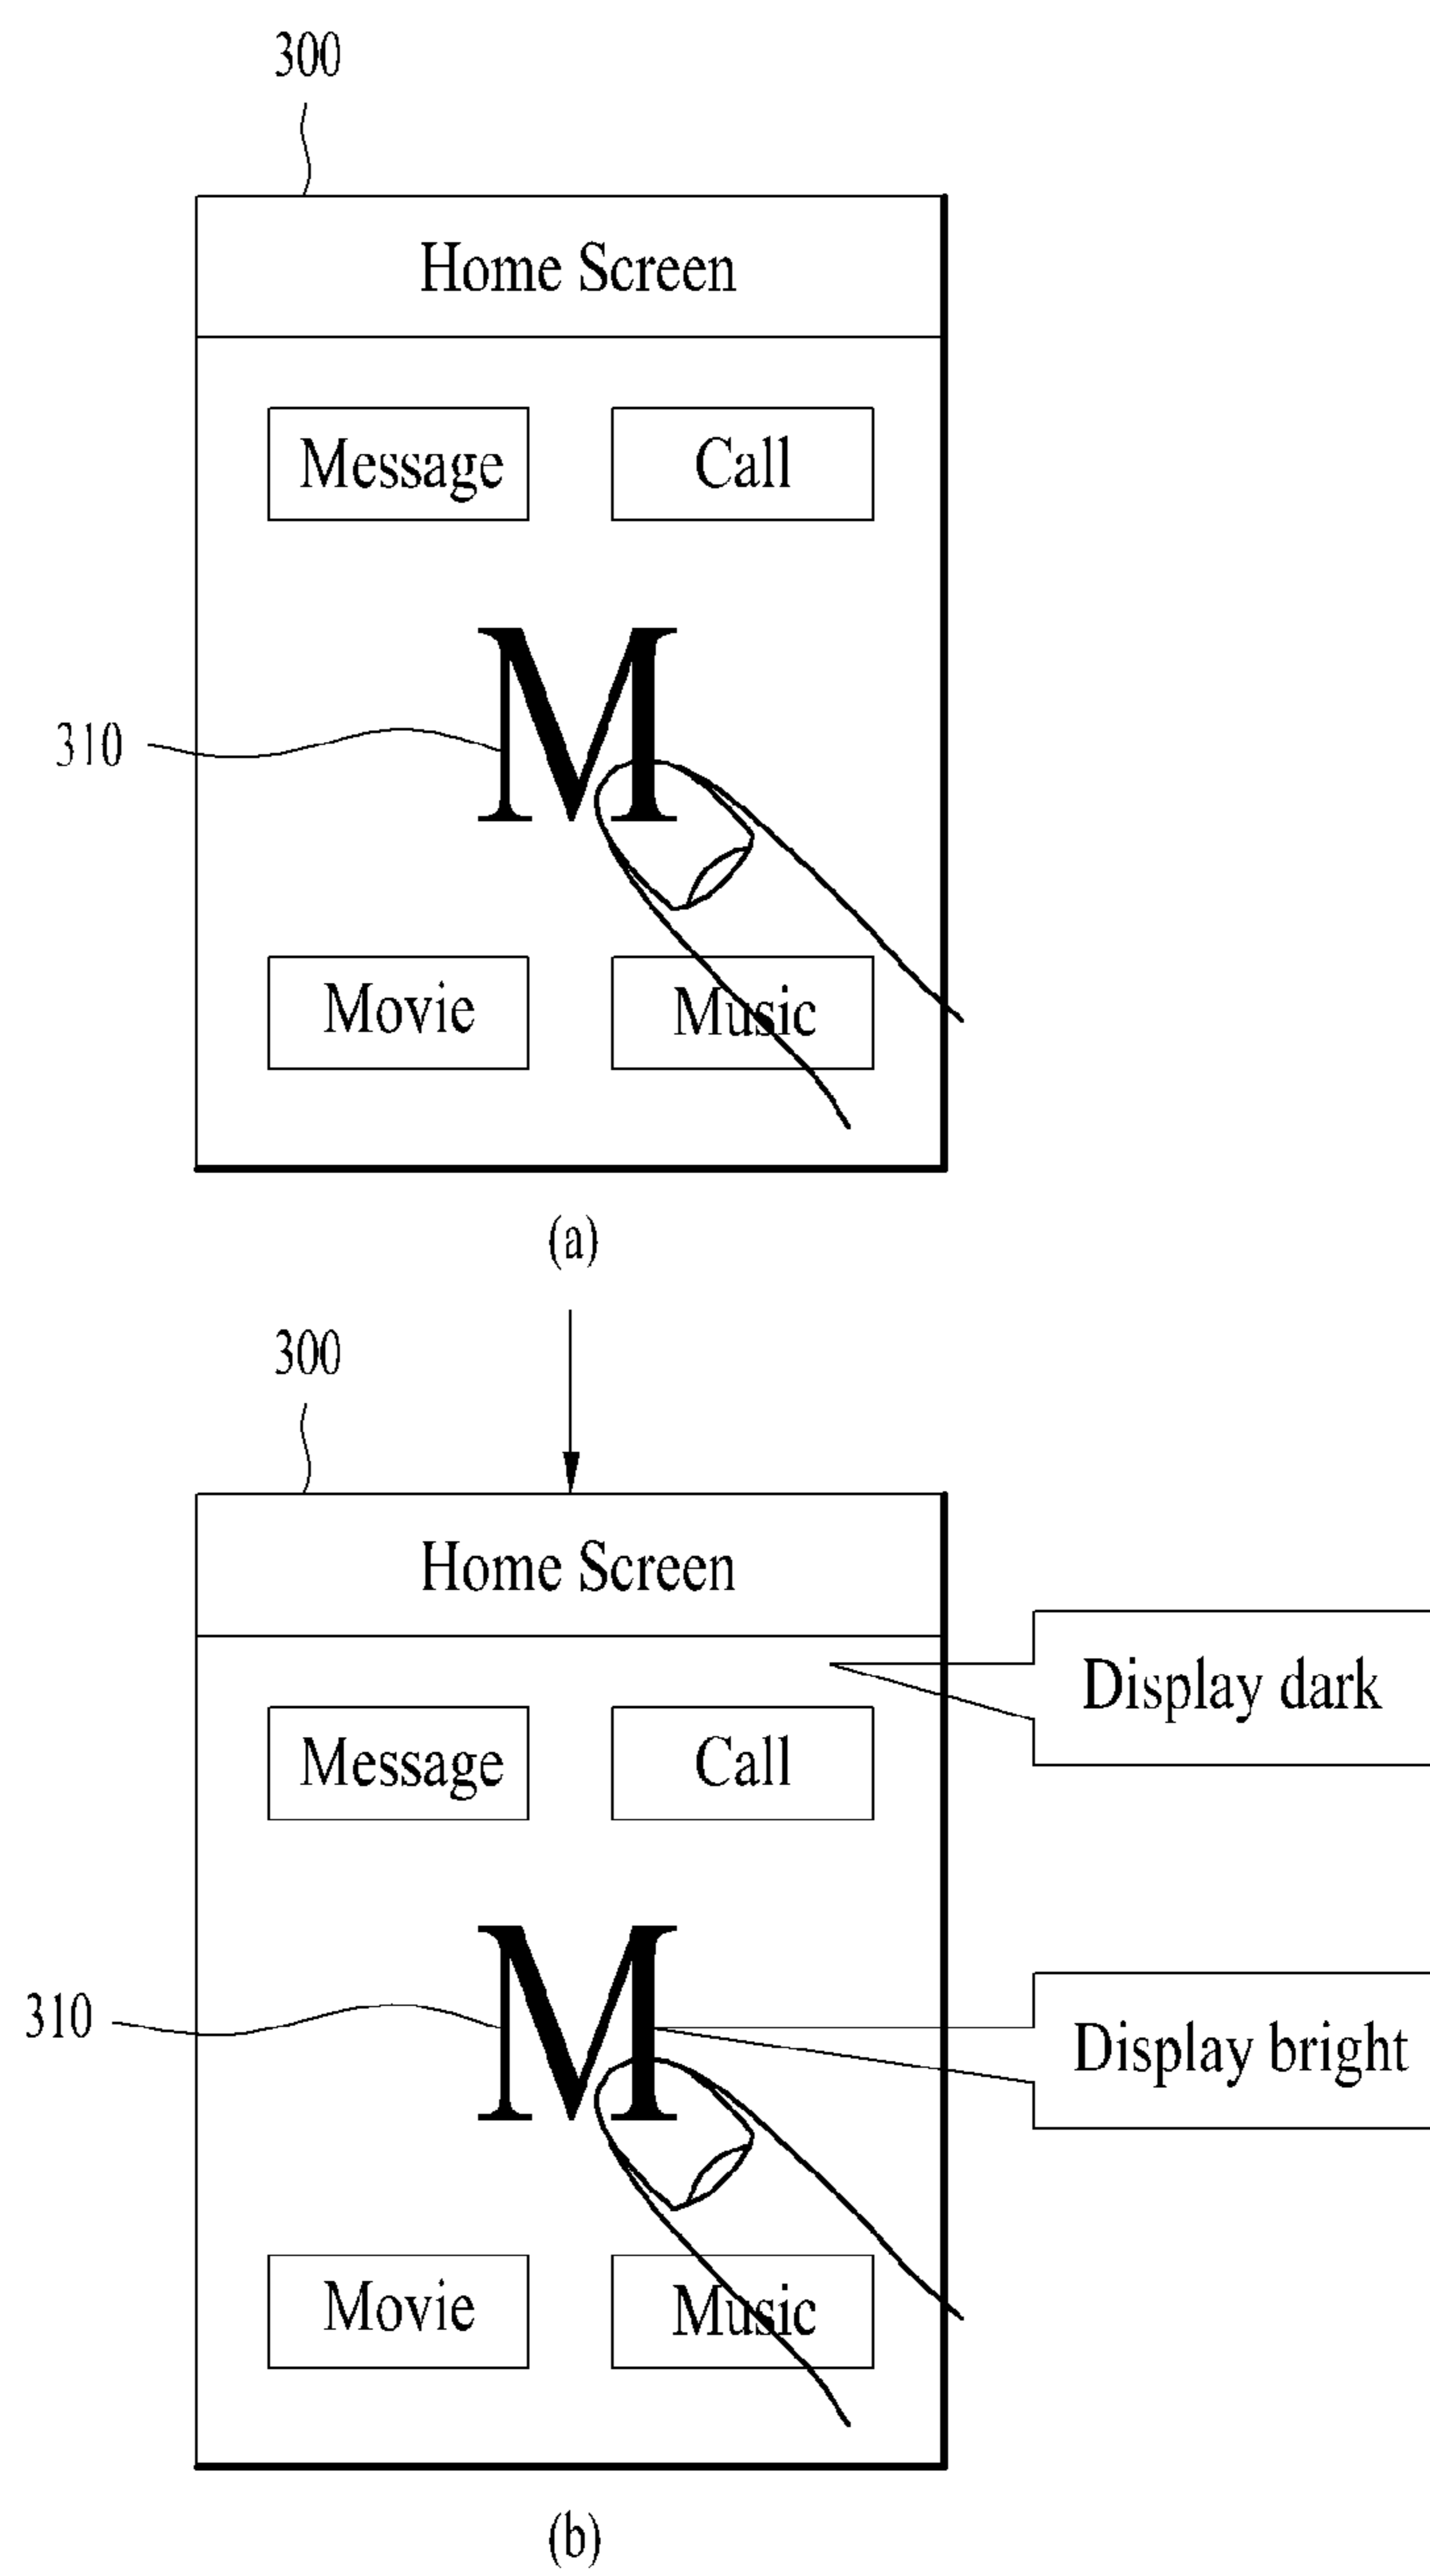 300
Home Screen
Message Call
M
310
Movie Music
(a)
300
Home Screen
Display dark
Message Call
M
310
Display bright
Movie Music
(b)